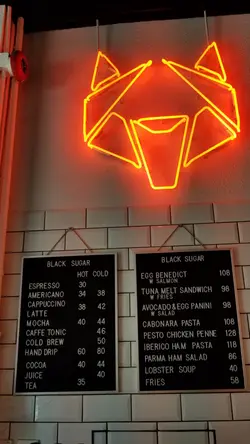 BLACK SUGAR
HOT COLD
ESPRESSO 30
AMERICANO 34 38
CAPPUCCINO 38 42
LATTE
MOCHA 40 44
CAFFE TONIC 46
COLD BREW 50
HAND DRIP 60 80
COCOA 40 44
JUICE 40
TEA 35
BLACK SUGAR
EGG BENEDICT 108
W SALMON
TUNA MELT SANDWICH 98
W FRIES
AVOCADO&EGG PANINI 98
W SALAD
CABONARA PASTA 108
PESTO CHICKEN PENNE 128
IBERICO HAM PASTA 118
PARMA HAM SALAD 86
LOBSTER SOUP 40
FRIES 58